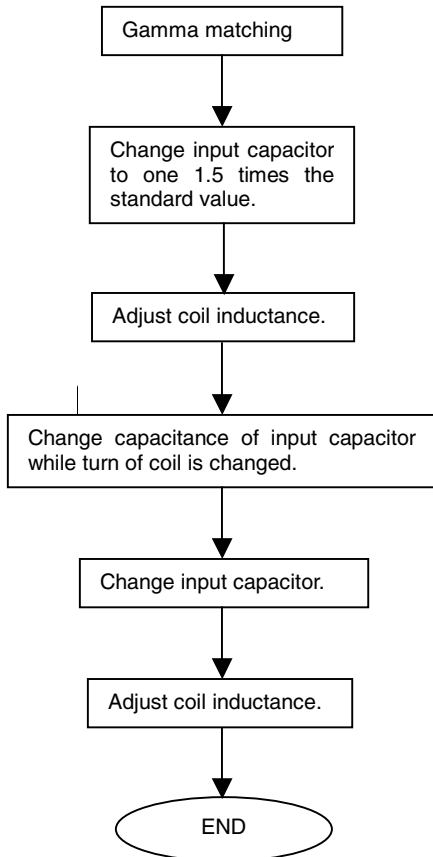 Gamma matching
Change input capacitor
to one 1.5 times the
standard value.
Adjust coil inductance.
Change capacitance of input capacitor
while turn of coil is changed.
Change input capacitor.
Adjust coil inductance.
END